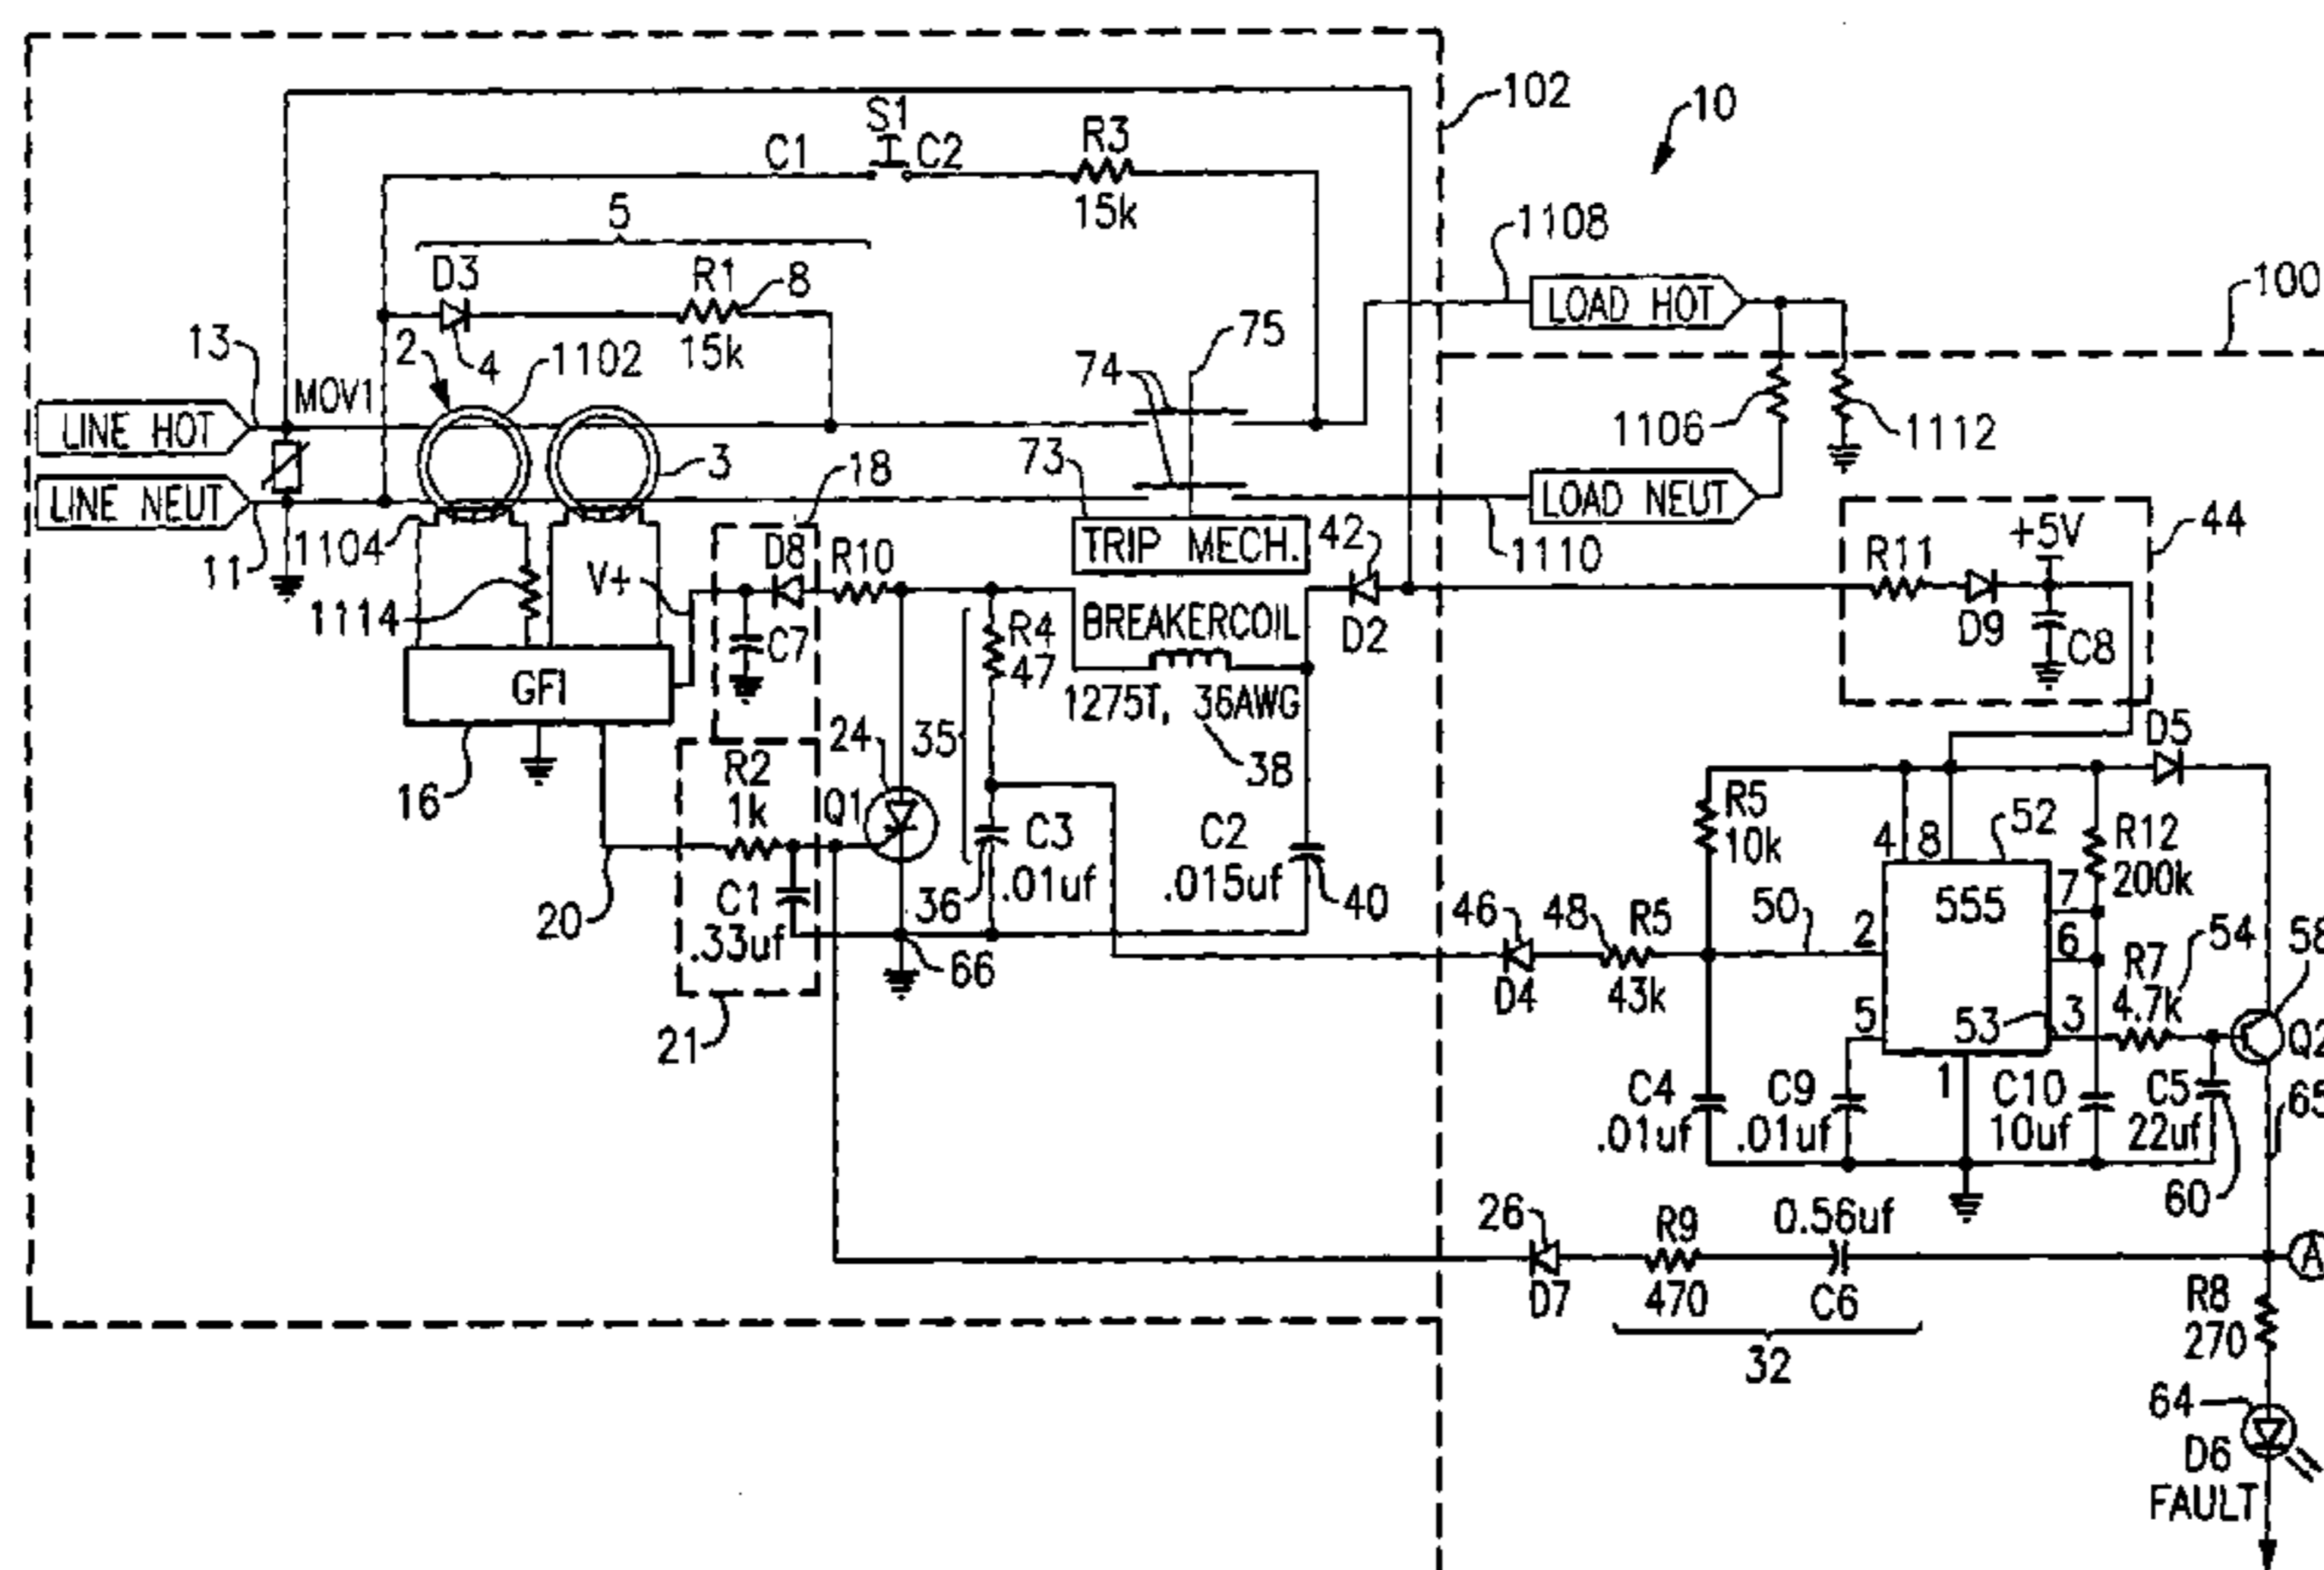 102
10
S1
C1
C2
R3
15k
5
1108
D3
R1
8
LOAD HOT
100
15k
75
13
2
4
1102
74
MOV1
LINE HOT
1106
1112
3
73
18
LINE NEUT
LOAD NEUT
1104
11
D8
R10
TRIP MECH.
42
1110
+5V
44
R11
V+
1114
BREAKERCOIL
D2
D9
C8
R4
47
C7
GFI
1275T, 36AWG
24
35
38
D5
R2
1k
16
Q1
R5
10k
4
8
52
R12
200k
C3
.01uf
C2
.015uf
36
40
20
C1
.33uf
46
48
R5
50
2
555
7
6
54
58
R7
4.7k
66
D4
43k
5
53
3
Q2
21
C4
.01uf
C9
.01uf
1
C10
10uf
C5
22uf
65
60
26
R9
0.56uf
A
D7
470
C6
R8
270
32
64
D6
FAULT